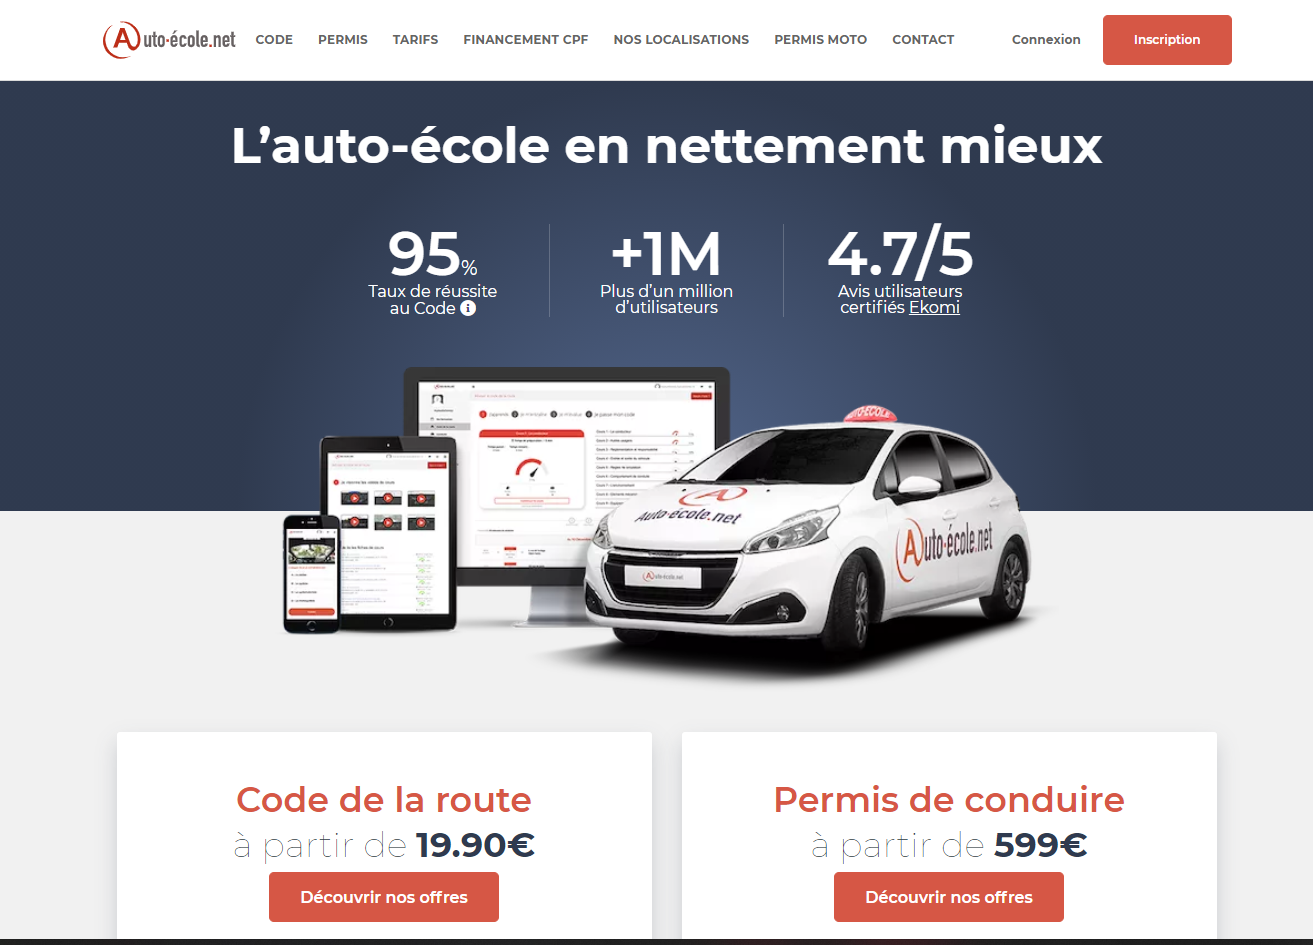 Auto-école.net
CODE
PERMIS
TARIFS
FINANCEMENT CPF
NOS LOCALISATIONS
PERMIS MOTO
CONTACT
Connexion
Inscription
L'auto-école en nettement mieux
95%
Taux de réussite
au Code
+1M
Plus d'un million
d'utilisateurs
4.7/5
Avis utilisateurs
certifiés Ekomi
AUTO-ECOLE
Auto-école.net
Auto-école.net
Auto-école.net
Code de la route
à partir de 19.90€
Découvrir nos offres
Permis de conduire
à partir de 599€
Découvrir nos offres